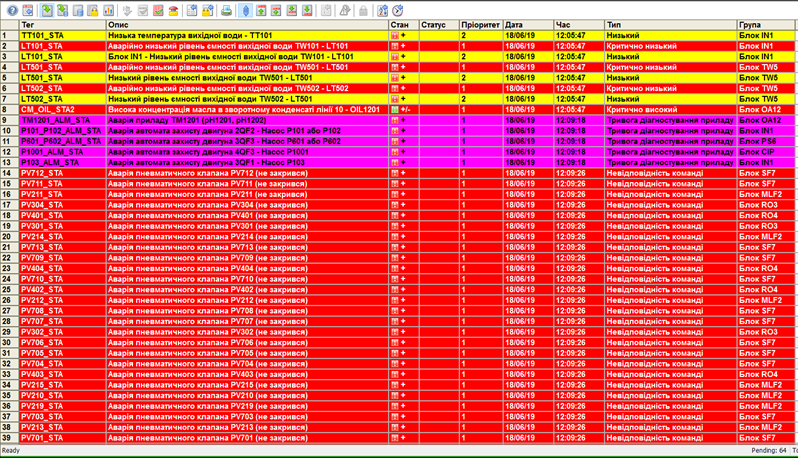 Тег Опис Стан Статус Пріоритет Дата Час Тип Група
1 TT101_STA Низька температура вихідної води - TT101 + 2 18/06/19 12:05:47 Низький Блок IN1
2 LT101_STA Аварійно низький рівень ємності вихідної води TW101 - LT101 + 1 18/06/19 12:05:47 Критично низький Блок IN1
3 LT101_STA Блок IN1 - Низький рівень ємності вихідної води TW101 - LT101 + 2 18/06/19 12:05:47 Низький Блок IN1
4 LT501_STA Аварійно низький рівень ємності вихідної води TW501 - LT501 + 1 18/06/19 12:05:47 Критично низький Блок TW5
5 LT501_STA Низький рівень ємності вихідної води TW501 - LT501 + 2 18/06/19 12:05:47 Низький Блок TW5
6 LT502_STA Аварійно низький рівень ємності вихідної води TW502 - LT502 + 1 18/06/19 12:05:47 Критично низький Блок TW5
7 LT502_STA Низький рівень ємності вихідної води TW502 - LT502 + 2 18/06/19 12:05:47 Низький Блок TW5
8 CM_OIL_STA2 Висока концентрація масла в зворотному конденсаті лінії 10 - OIL1201 +/- 1 18/06/19 12:05:47 Критично високий Блок OA12
9 TM1201_ALM_STA Аварія приладу TM1201 (pH1201, pH1202) + 1 18/06/19 12:09:18 Тривога діагностування приладу Блок OA12
10 P101_P102_ALM_STA Аварія автомата захисту двигуна 2QF2 - Насос P101 або P102 + 1 18/06/19 12:09:18 Тривога діагностування приладу Блок IN1
11 P601_P602_ALM_STA Аварія автомата захисту двигуна 3QF3 - Насос P601 або P602 + 1 18/06/19 12:09:18 Тривога діагностування приладу Блок PS6
12 P1001_ALM_STA Аварія автомата захисту двигуна 4QF3 - Насос P1001 + 1 18/06/19 12:09:18 Тривога діагностування приладу Блок CIP
13 P103_ALM_STA Аварія автомата захисту двигуна 3QF1 - Насос P103 + 1 18/06/19 12:09:18 Тривога діагностування приладу Блок IN1
14 PV712_STA Аварія пневматичного клапана PV712 (не закрився) + 1 18/06/19 12:09:26 Невідповідність команді Блок SF7
15 PV711_STA Аварія пневматичного клапана PV711 (не закрився) + 1 18/06/19 12:09:26 Невідповідність команді Блок SF7
16 PV211_STA Аварія пневматичного клапана PV211 (не закрився) + 1 18/06/19 12:09:26 Невідповідність команді Блок MLF2
17 PV304_STA Аварія пневматичного клапана PV304 (не закрився) + 1 18/06/19 12:09:26 Невідповідність команді Блок RO3
18 PV401_STA Аварія пневматичного клапана PV401 (не закрився) + 1 18/06/19 12:09:26 Невідповідність команді Блок RO4
19 PV301_STA Аварія пневматичного клапана PV301 (не закрився) + 1 18/06/19 12:09:26 Невідповідність команді Блок RO3
20 PV214_STA Аварія пневматичного клапана PV214 (не закрився) + 1 18/06/19 12:09:26 Невідповідність команді Блок MLF2
21 PV713_STA Аварія пневматичного клапана PV713 (не закрився) + 1 18/06/19 12:09:26 Невідповідність команді Блок SF7
22 PV709_STA Аварія пневматичного клапана PV709 (не закрився) + 1 18/06/19 12:09:26 Невідповідність команді Блок SF7
23 PV404_STA Аварія пневматичного клапана PV404 (не закрився) + 1 18/06/19 12:09:26 Невідповідність команді Блок RO4
24 PV710_STA Аварія пневматичного клапана PV710 (не закрився) + 1 18/06/19 12:09:26 Невідповідність команді Блок SF7
25 PV402_STA Аварія пневматичного клапана PV402 (не закрився) + 1 18/06/19 12:09:26 Невідповідність команді Блок RO4
26 PV212_STA Аварія пневматичного клапана PV212 (не закрився) + 1 18/06/19 12:09:26 Невідповідність команді Блок MLF2
27 PV708_STA Аварія пневматичного клапана PV708 (не закрився) + 1 18/06/19 12:09:26 Невідповідність команді Блок SF7
28 PV707_STA Аварія пневматичного клапана PV707 (не закрився) + 1 18/06/19 12:09:26 Невідповідність команді Блок SF7
29 PV302_STA Аварія пневматичного клапана PV302 (не закрився) + 1 18/06/19 12:09:26 Невідповідність команді Блок RO3
30 PV706_STA Аварія пневматичного клапана PV706 (не закрився) + 1 18/06/19 12:09:26 Невідповідність команді Блок SF7
31 PV705_STA Аварія пневматичного клапана PV705 (не закрився) + 1 18/06/19 12:09:26 Невідповідність команді Блок SF7
32 PV704_STA Аварія пневматичного клапана PV704 (не закрився) + 1 18/06/19 12:09:26 Невідповідність команді Блок SF7
33 PV403_STA Аварія пневматичного клапана PV403 (не закрився) + 1 18/06/19 12:09:26 Невідповідність команді Блок RO4
34 PV215_STA Аварія пневматичного клапана PV215 (не закрився) + 1 18/06/19 12:09:26 Невідповідність команді Блок MLF2
35 PV210_STA Аварія пневматичного клапана PV210 (не закрився) + 1 18/06/19 12:09:26 Невідповідність команді Блок MLF2
36 PV219_STA Аварія пневматичного клапана PV219 (не закрився) + 1 18/06/19 12:09:26 Невідповідність команді Блок MLF2
37 PV703_STA Аварія пневматичного клапана PV703 (не закрився) + 1 18/06/19 12:09:26 Невідповідність команді Блок SF7
38 PV213_STA Аварія пневматичного клапана PV213 (не закрився) + 1 18/06/19 12:09:26 Невідповідність команді Блок MLF2
39 PV701_STA Аварія пневматичного клапана PV701 (не закрився) + 1 18/06/19 12:09:26 Невідповідність команді Блок SF7
Ready Pending: 64